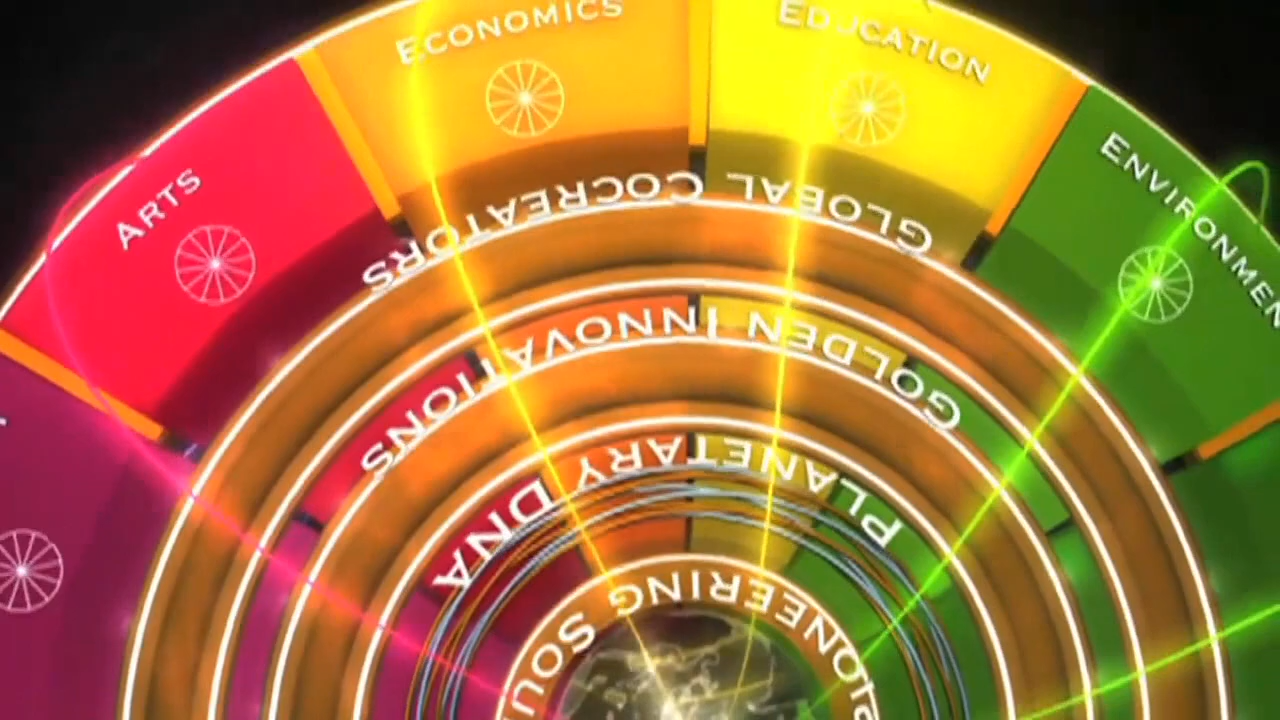 ARTS
ECONOMICS
EDUCATION
ENVIRONMEN
GLOBAL COCREATORS
GOLDEN INNOVATIONS
PLANETARY DNA
PIONEERING SOU